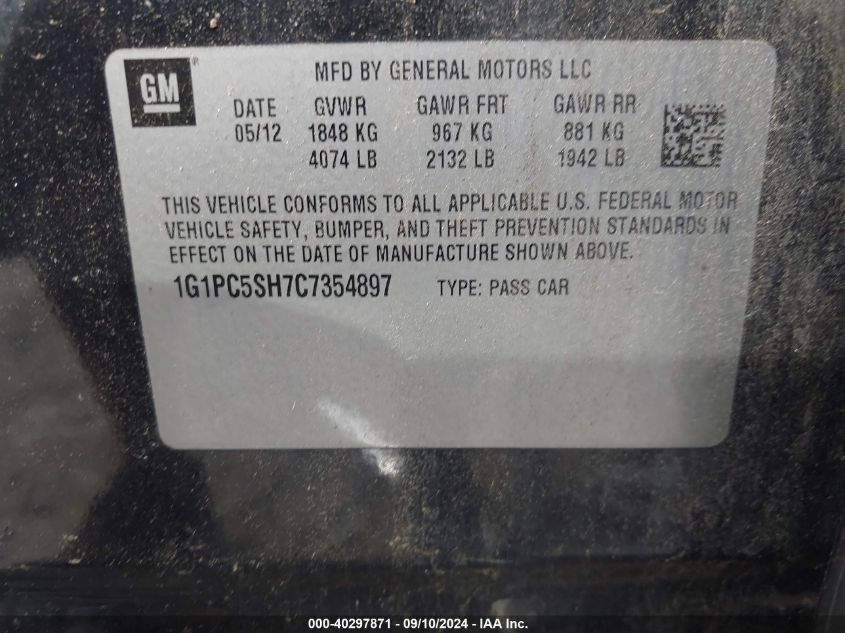 GM ® MFD BY GENERAL MOTORS LLC
DATE GVWR GAWR FRT GAWR RR
05/12 1848 KG 967 KG 881 KG
4074 LB 2132 LB 1942 LB
THIS VEHICLE CONFORMS TO ALL APPLICABLE U.S. FEDERAL MOTOR
VEHICLE SAFETY, BUMPER, AND THEFT PREVENTION STANDARDS IN
EFFECT ON THE DATE OF MANUFACTURE SHOWN ABOVE.
1G1PC5SH7C7354897 TYPE: PASS CAR
000-40297871 - 09/10/2024 - IAA Inc.